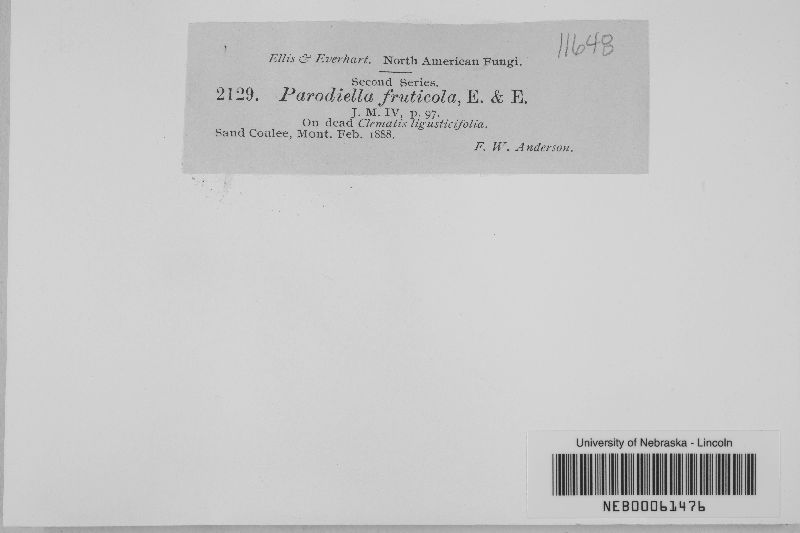 11648
Ellis & Everhart. North American Fungi.
Second Series.
2129. Parodiella fruticola, E. & E.
J. M. IV, p. 97.
On dead Clematis ligusticifolia.
Sand Coulee, Mont. Feb. 1888.
F. W. Anderson.
University of Nebraska - Lincoln
NEB00061476